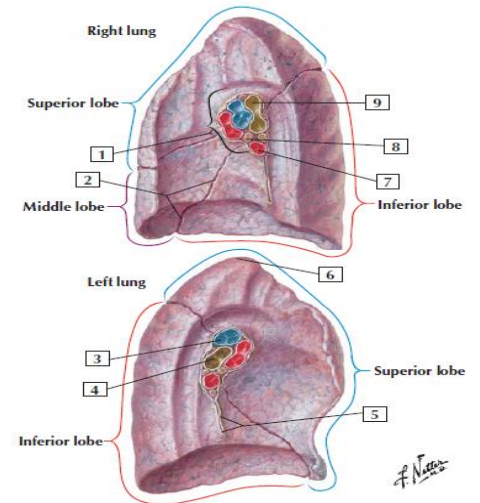 Right lung
Superior lobe
9
1
8
2
7
Middle lobe
Inferior lobe
Left lung
6
3
Superior lobe
4
5
Inferior lobe
F. Netter
M.D.